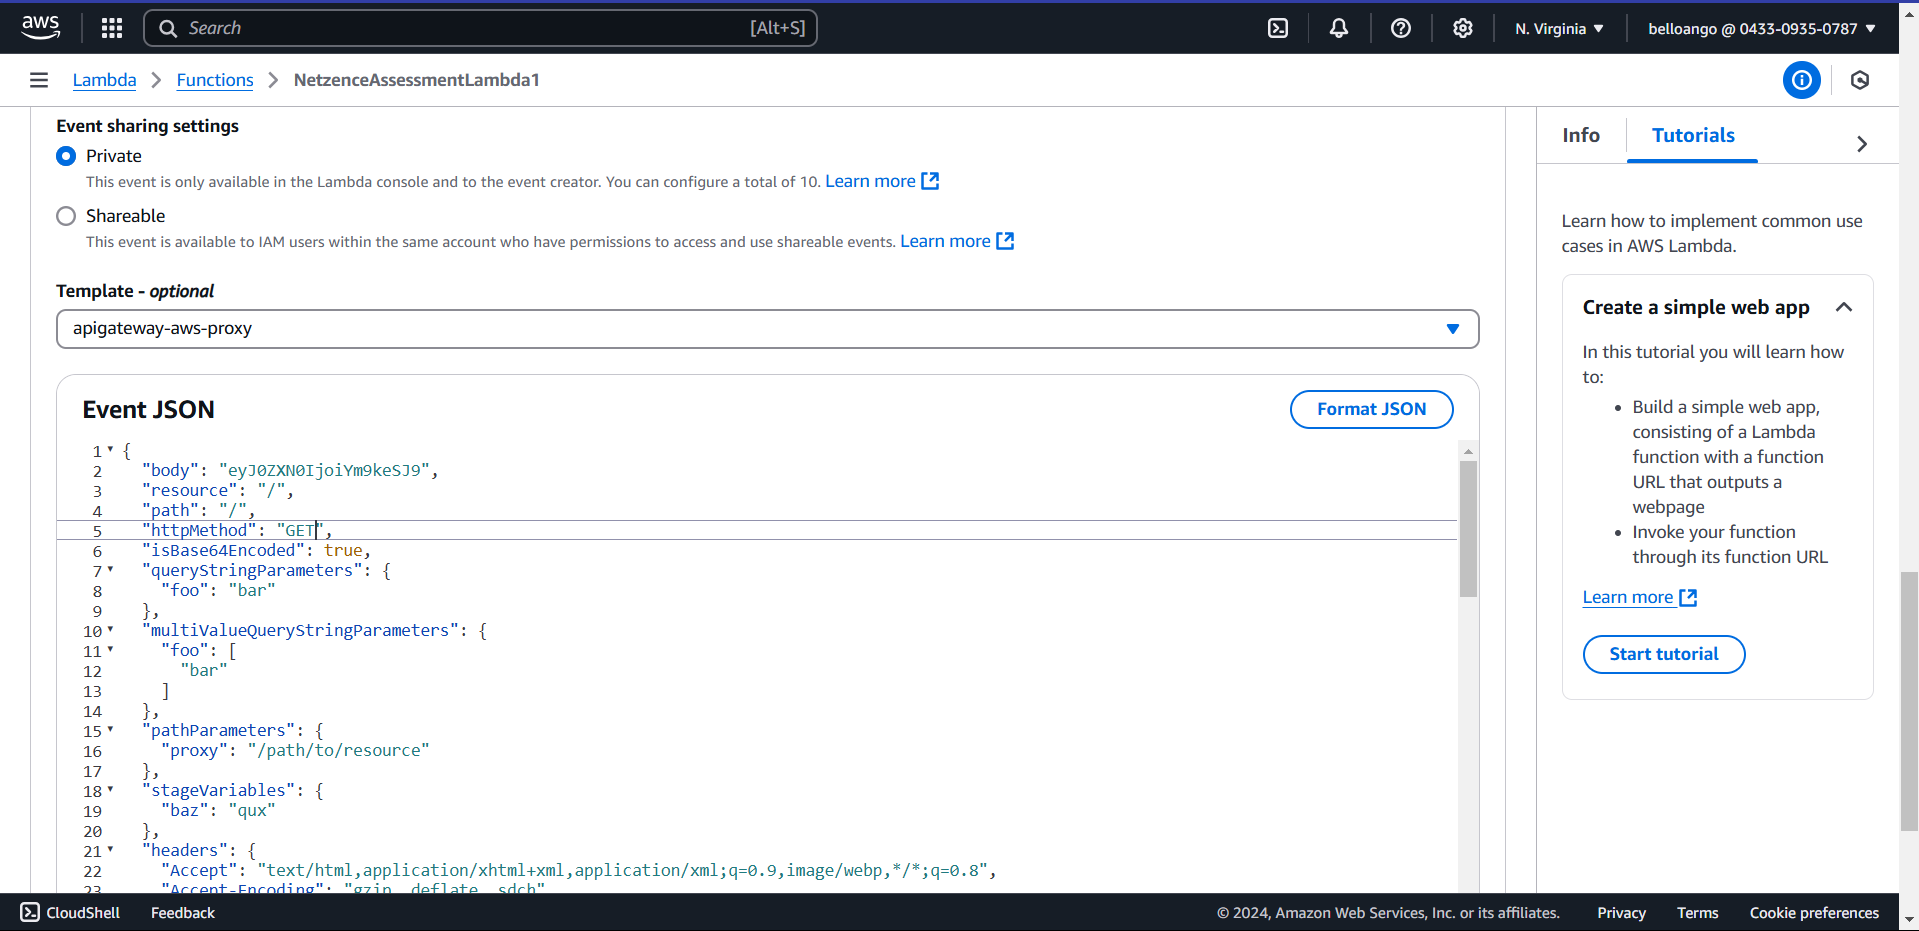 aws
Search [Alt+S]
N. Virginia ▼
belloango @ 0433-0935-0787 ▼
Lambda > Functions > NetzenceAssessmentLambda1
Event sharing settings
Private
This event is only available in the Lambda console and to the event creator. You can configure a total of 10. Learn more
Shareable
This event is available to IAM users within the same account who have permissions to access and use shareable events. Learn more
Template - optional
apigateway-aws-proxy
Event JSON
Format JSON
1 {
2 "body": "eyJ0ZXN0IjoiYm9keSJ9",
3 "resource": "/",
4 "path": "/",
5 "httpMethod": "GET",
6 "isBase64Encoded": true,
7 "queryStringParameters": {
8 "foo": "bar"
9 },
10 "multiValueQueryStringParameters": {
11 "foo": [
12 "bar"
13 ]
14 },
15 "pathParameters": {
16 "proxy": "/path/to/resource"
17 },
18 "stageVariables": {
19 "baz": "qux"
20 },
21 "headers": {
22 "Accept": "text/html,application/xhtml+xml,application/xml;q=0.9,image/webp,*/*;q=0.8",
23 "Accept-Encoding": "gzip, deflate, sdch",
Info
Tutorials
Learn how to implement common use
cases in AWS Lambda.
Create a simple web app
In this tutorial you will learn how
to:
• Build a simple web app,
consisting of a Lambda
function with a function
URL that outputs a
webpage
• Invoke your function
through its function URL
Learn more
Start tutorial
CloudShell
Feedback
© 2024, Amazon Web Services, Inc. or its affiliates.
Privacy
Terms
Cookie preferences